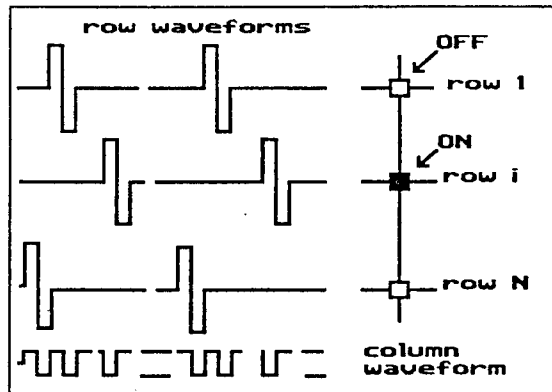 row waveforms
OFF
row 1
ON
row i
row N
column
waveform